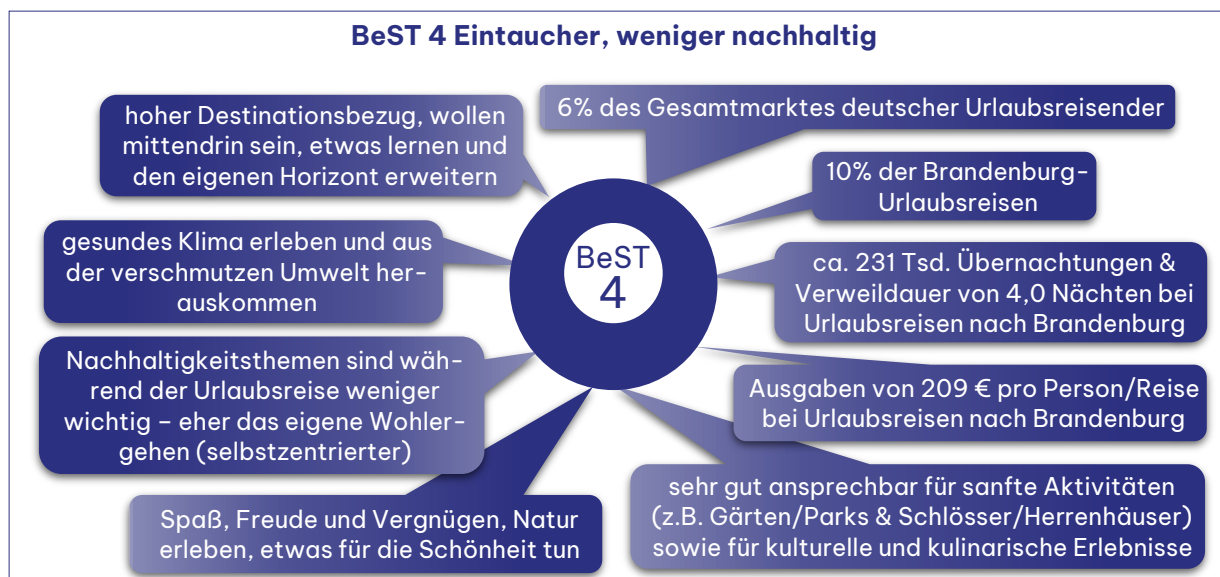 BeST 4 Eintaucher, weniger nachhaltig
hoher Destinationsbezug, wollen
mittendrin sein, etwas lernen und
den eigenen Horizont erweitern
6% des Gesamtmarktes deutscher Urlaubsreisender
10% der Brandenburg-
Urlaubsreisen
gesundes Klima erleben und aus
der verschmutzen Umwelt her-
auskommen
BeST
4
ca. 231 Tsd. Übernachtungen &
Verweildauer von 4,0 Nächten bei
Urlaubsreisen nach Brandenburg
Nachhaltigkeitsthemen sind wäh-
rend der Urlaubsreise weniger
wichtig – eher das eigene Wohler-
gehen (selbstzentrierter)
Ausgaben von 209 € pro Person/Reise
bei Urlaubsreisen nach Brandenburg
Spaß, Freude und Vergnügen, Natur
erleben, etwas für die Schönheit tun
sehr gut ansprechbar für sanfte Aktivitäten
(z.B. Gärten/Parks & Schlösser/Herrenhäuser)
sowie für kulturelle und kulinarische Erlebnisse